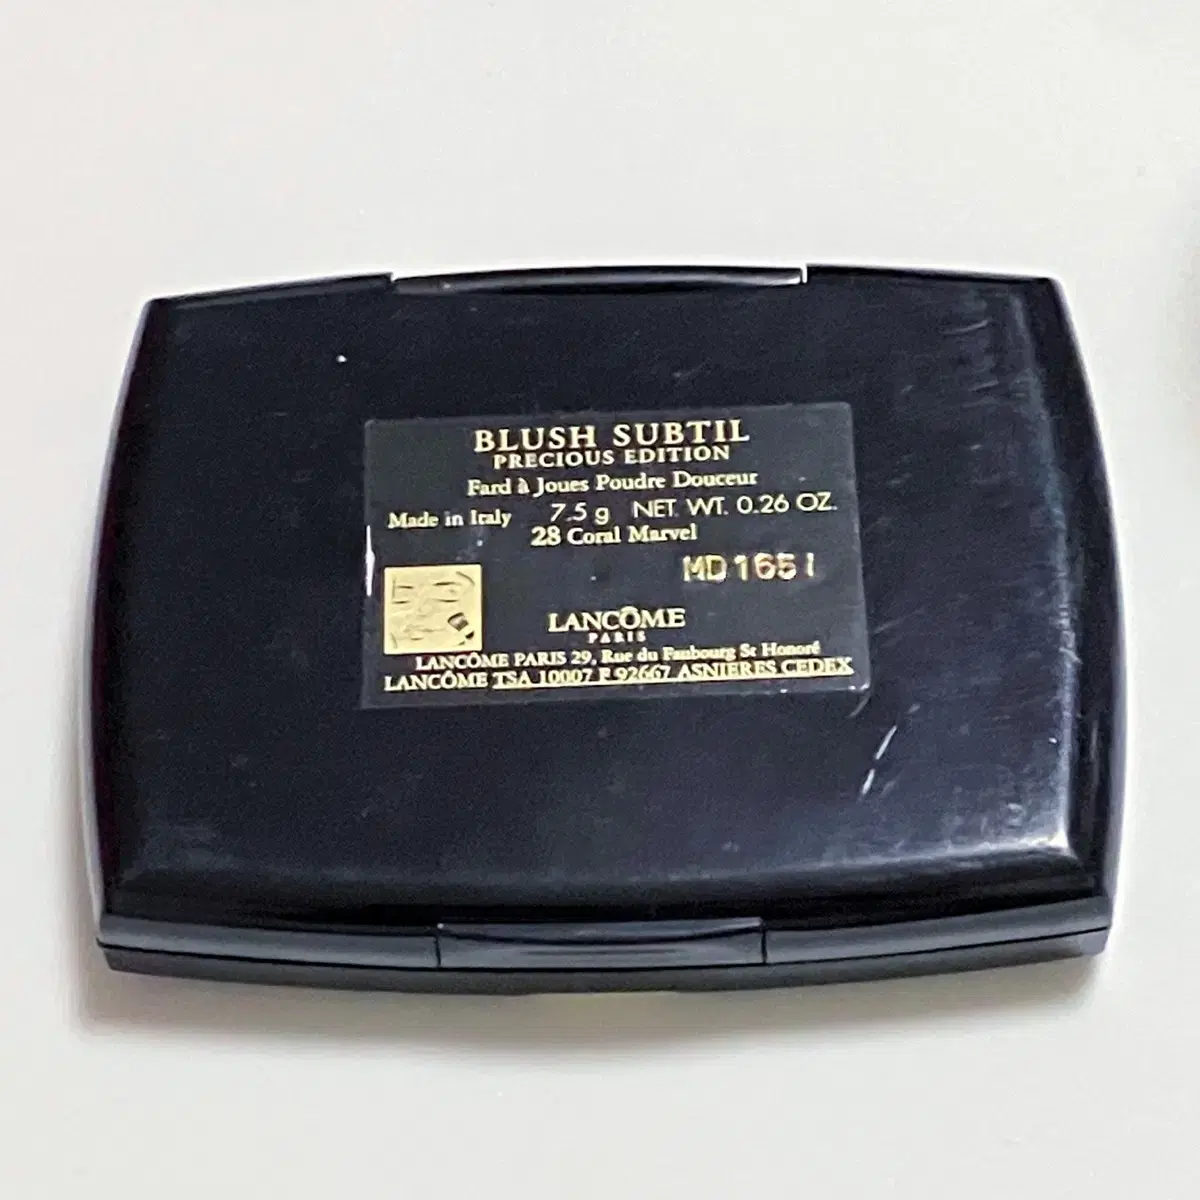 BLUSH SUBTIL
PRECIOUS EDITION
Fard à Joues Poudre Douceur
Made in Italy 7.5 g NET. WT. 0.26 OZ.
28 Coral Marvel
MD1651
LANCÔME
PARIS
LANCÔME PARIS 29, Rue du Faubourg St Honoré
LANCÔME TSA 10007 F 92667 ASNIERES CEDEX